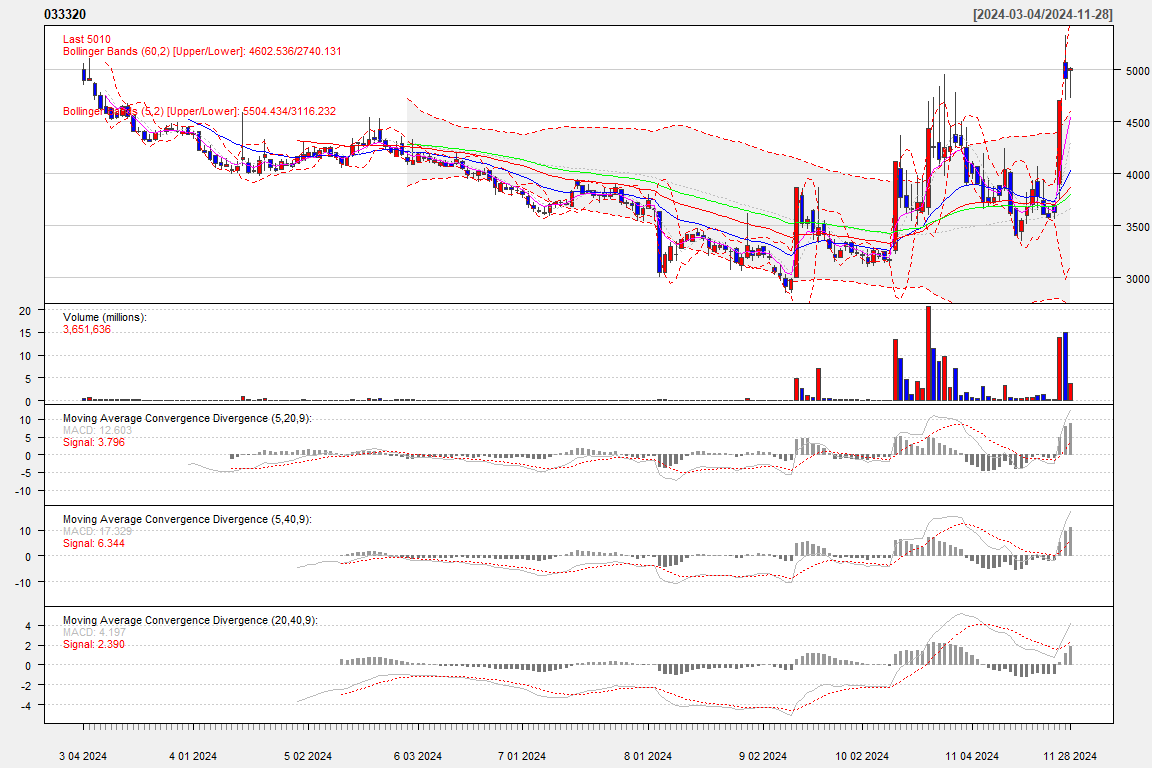 033320 [2024-03-04/2024-11-28]
Last 5010
Bollinger Bands (60,2) [Upper/Lower]: 4602.536/2740.131
Bollinger Bands (5,2) [Upper/Lower]: 5504.434/3116.232
5000
4500
4000
3500
3000
Volume (millions):
3,651,636
20
15
10
5
0
Moving Average Convergence Divergence (5,20,9):
MACD: 12.603
Signal: 3.796
10
5
0
-5
-10
Moving Average Convergence Divergence (5,40,9):
MACD: 17.329
Signal: 6.344
10
0
-10
Moving Average Convergence Divergence (20,40,9):
MACD: 4.197
Signal: 2.390
4
2
0
-2
-4
3 04 2024 4 01 2024 5 02 2024 6 03 2024 7 01 2024 8 01 2024 9 02 2024 10 02 2024 11 04 2024 11 28 2024